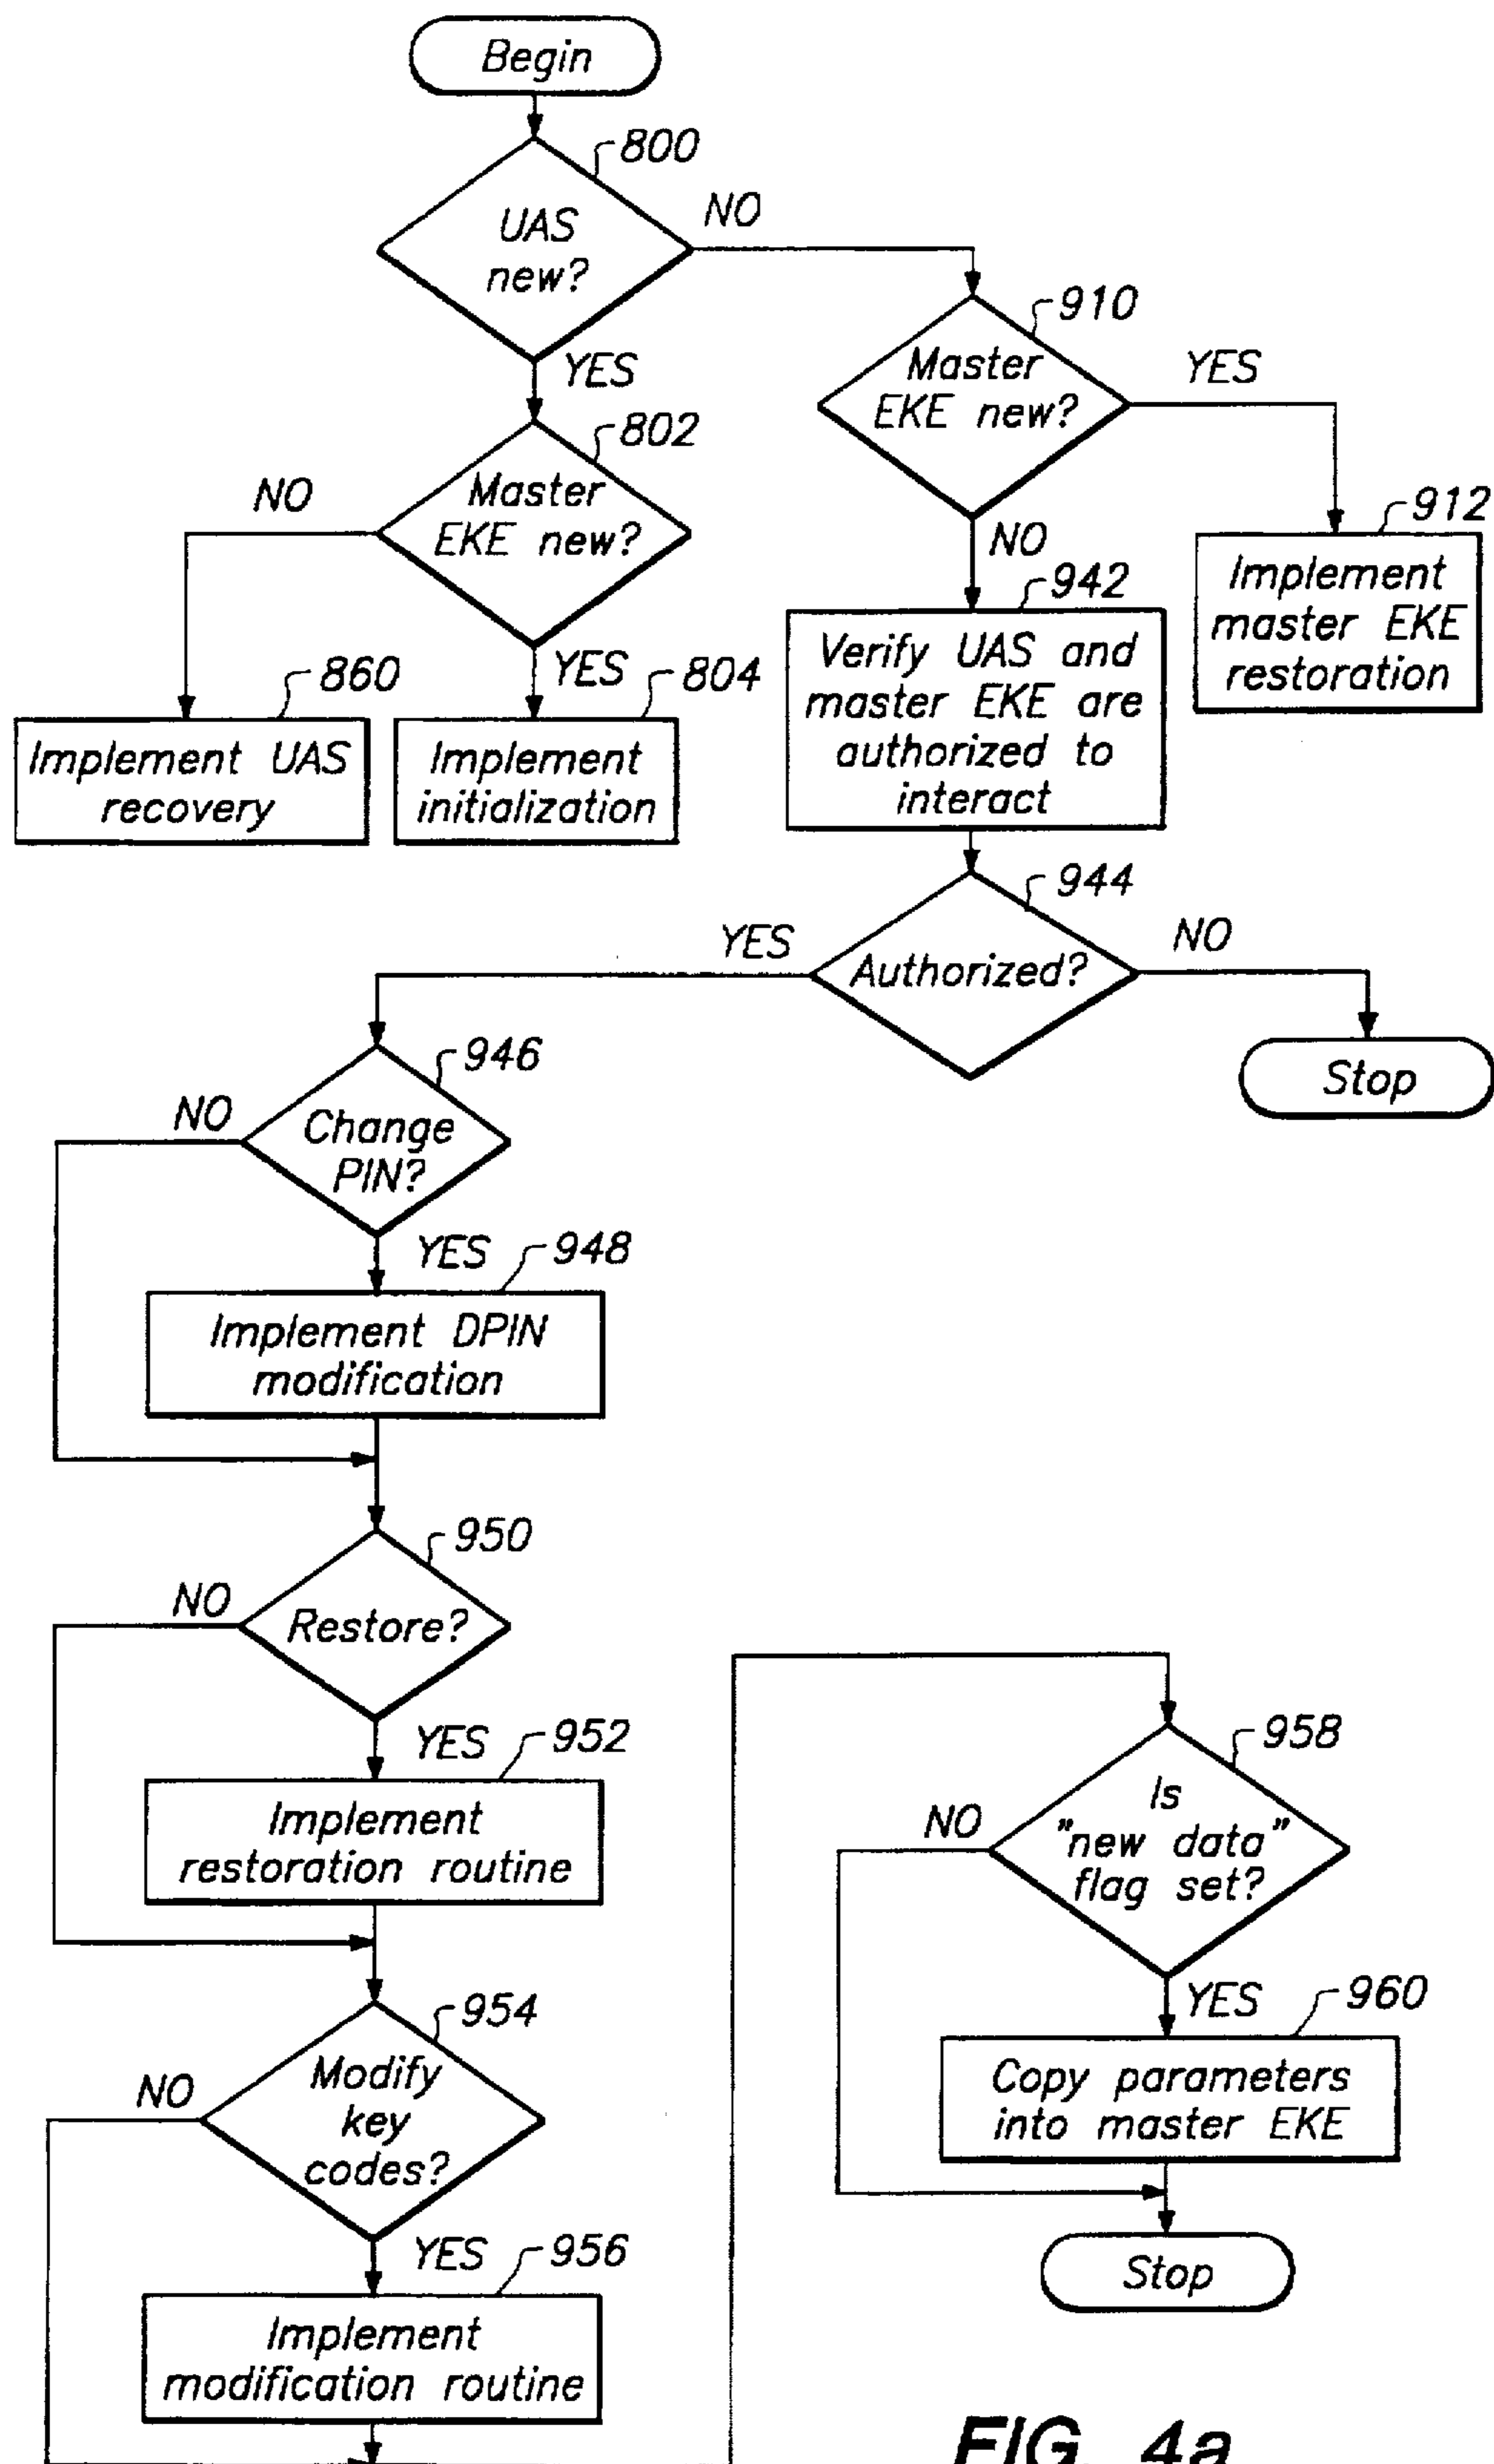 Begin
800
UAS
new?
NO
YES
910
Master
EKE new?
YES
NO
802
Master
EKE new?
NO
YES
912
Implement
master EKE
restoration
942
Verify UAS and
master EKE are
authorized to
interact
860
Implement UAS
recovery
804
Implement
initialization
944
Authorized?
YES
NO
Stop
946
Change
PIN?
NO
YES
948
Implement DPIN
modification
950
Restore?
NO
YES
952
Implement
restoration routine
954
Modify
key
codes?
NO
YES
956
Implement
modification routine
958
Is
"new data"
flag set?
NO
YES
960
Copy parameters
into master EKE
Stop
FIG. 4a